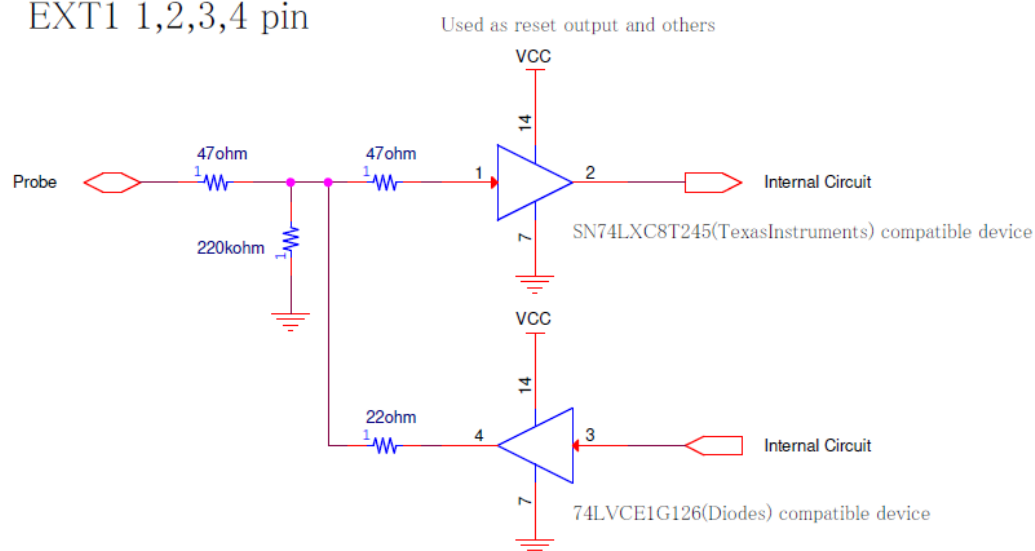 EXT1 1,2,3,4 pin
Used as reset output and others
VCC
14
47ohm
47ohm
Probe
1
1
1
2
Internal Circuit
220kohm
1
7
SN74LXC8T245(TexasInstruments) compatible device
VCC
14
22ohm
1
4
3
Internal Circuit
7
74LVCE1G126(Diodes) compatible device